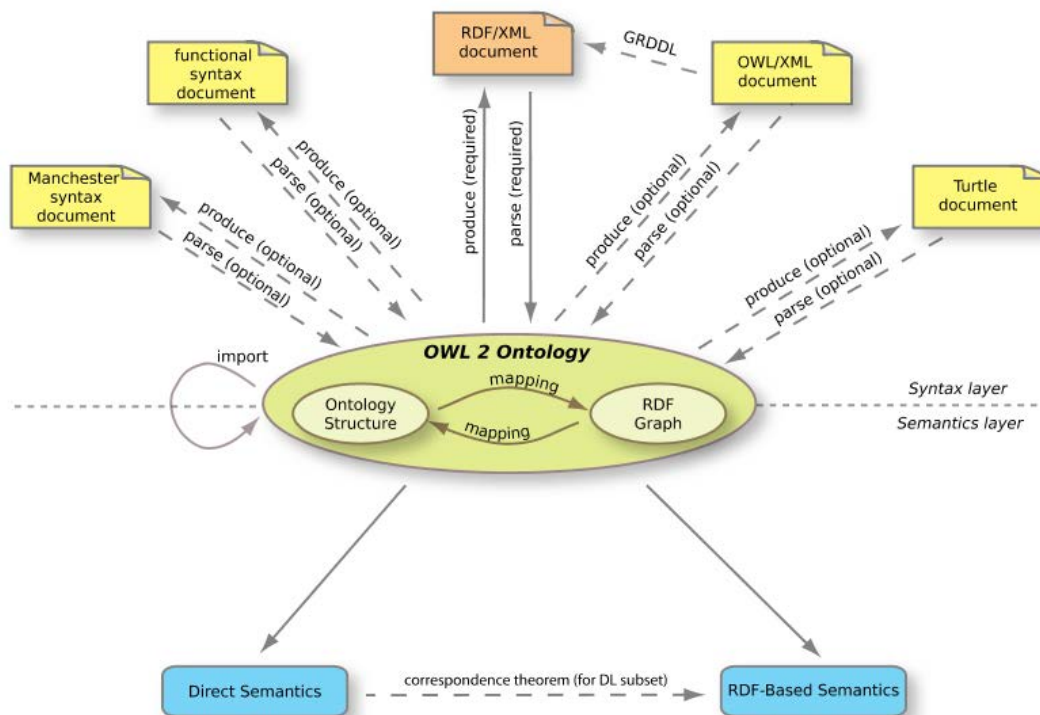 RDF/XML
document
GRDDL
functional
syntax
document
OWL/XML
document
Manchester
syntax
document
Turtle
document
produce (optional)
parse (optional)
produce (optional)
parse (optional)
produce (required)
parse (required)
produce (optional)
parse (optional)
produce (optional)
parse (optional)
OWL 2 Ontology
import
mapping
Ontology
Structure
RDF
Graph
mapping
Syntax layer
Semantics layer
Direct Semantics
correspondence theorem (for DL subset)
RDF-Based Semantics